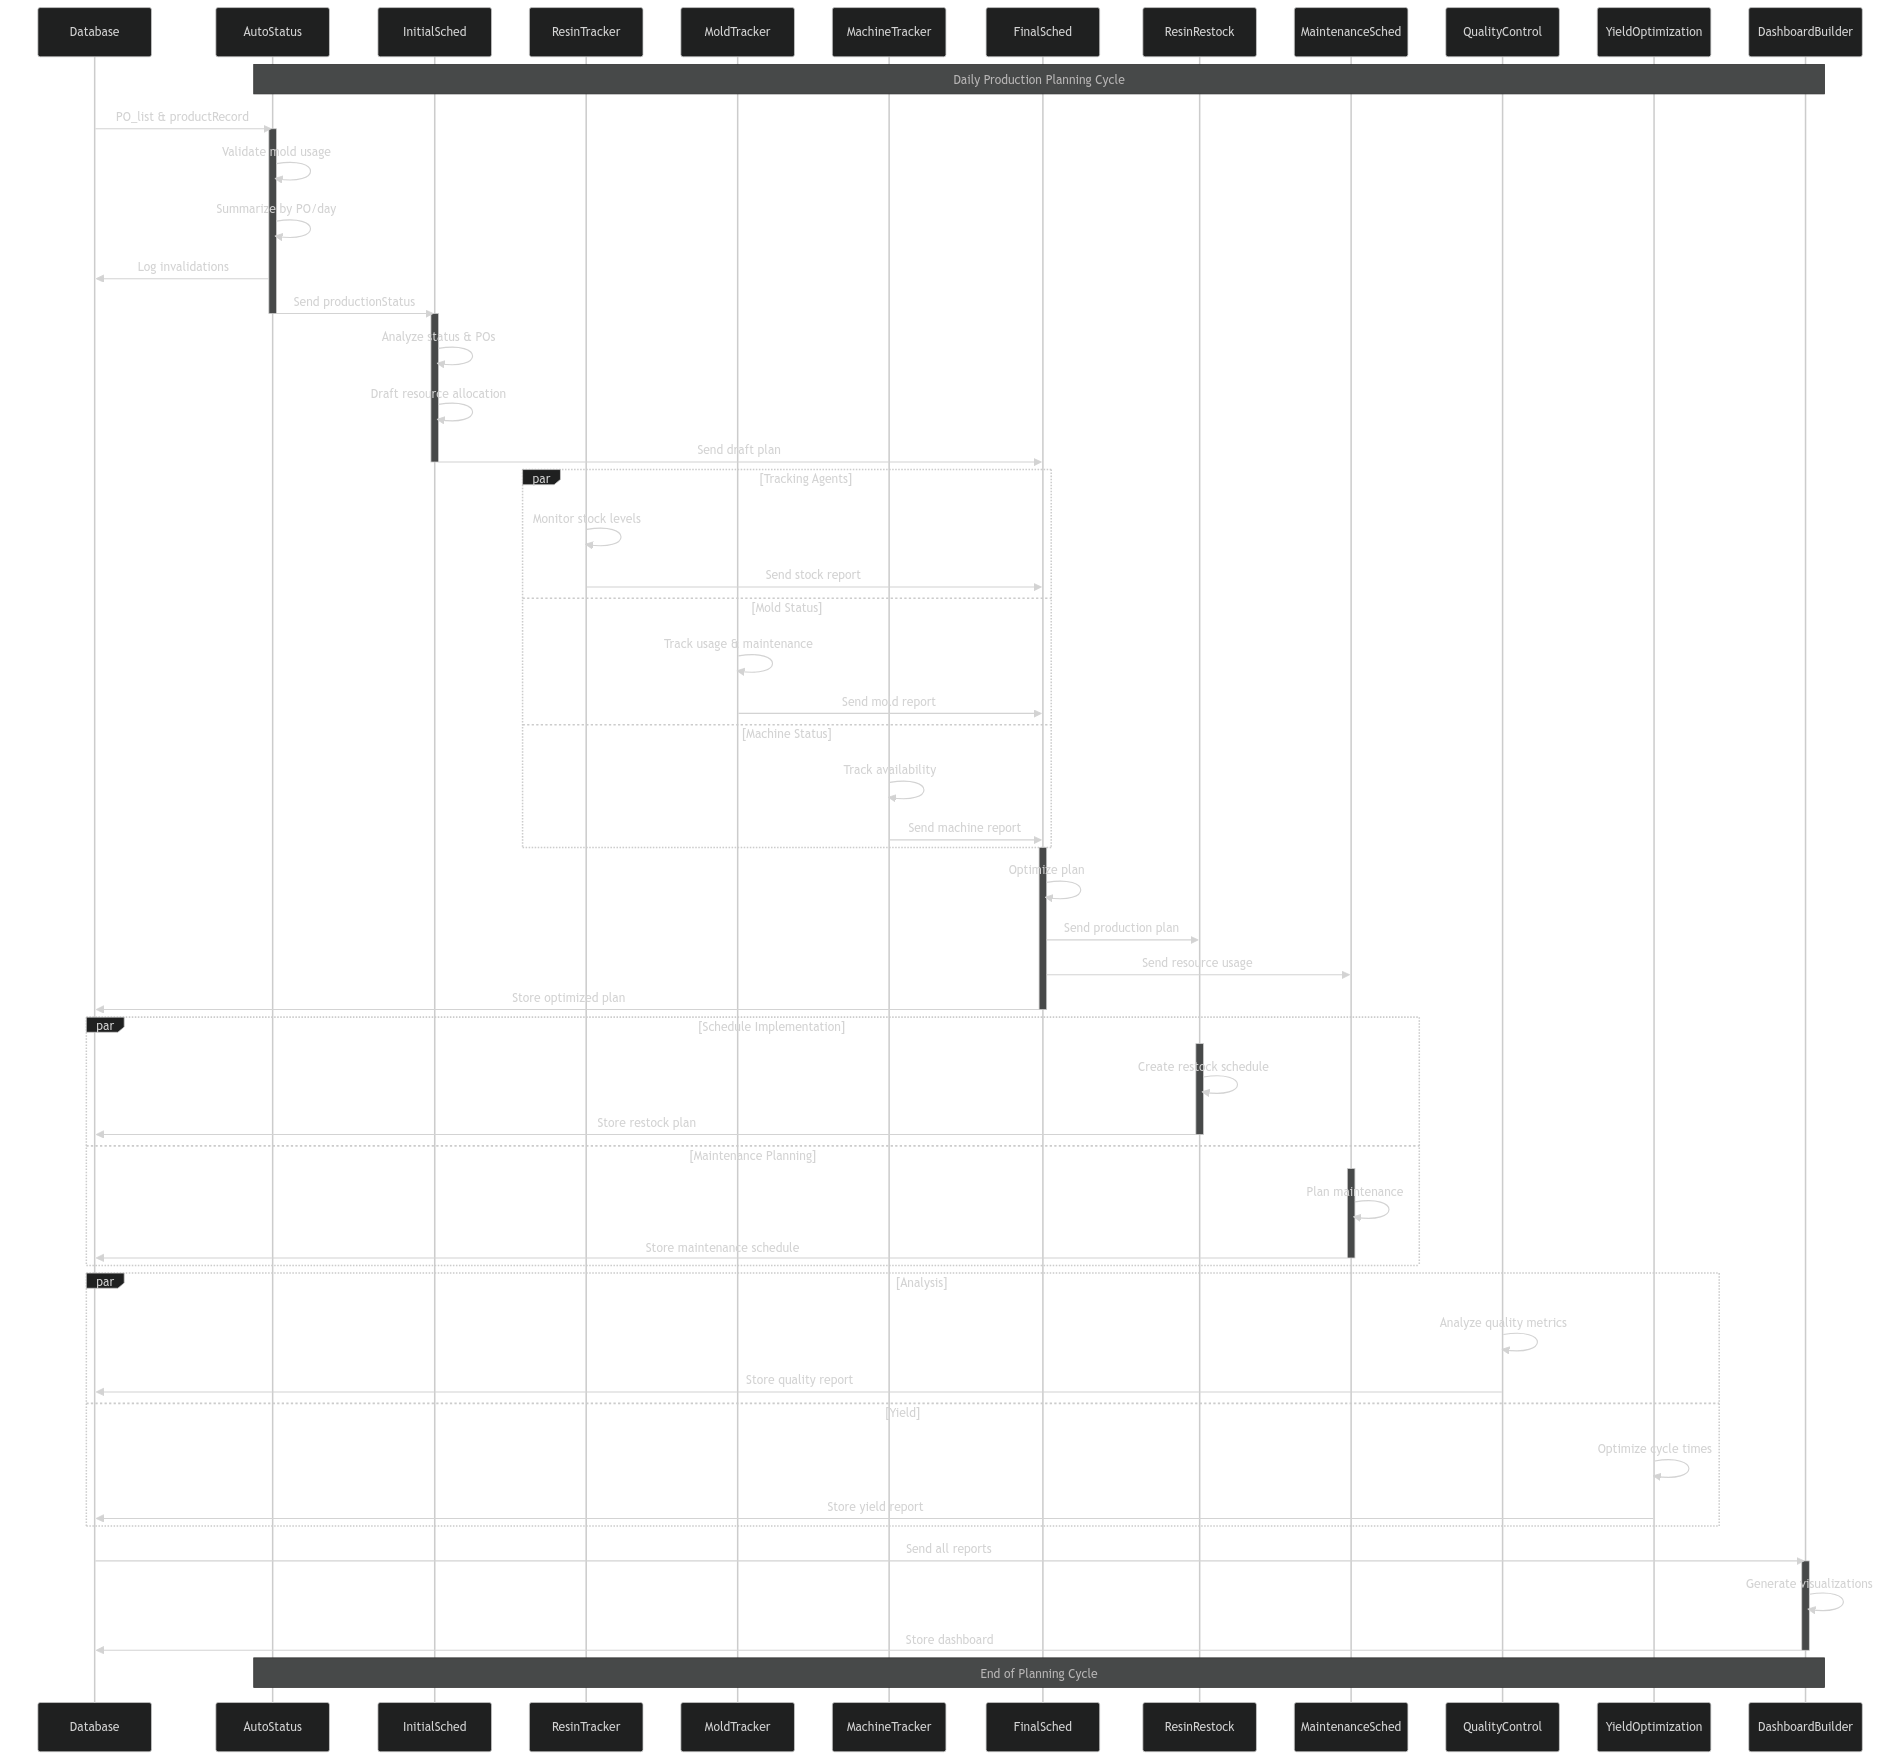 Database
AutoStatus
InitialSched
ResinTracker
MoldTracker
MachineTracker
FinalSched
ResinRestock
MaintenanceSched
QualityControl
YieldOptimization
DashboardBuilder
Daily Production Planning Cycle
PO_list & productRecord
Validate mold usage
Summarize by PO/day
Log invalidations
Send productionStatus
Analyze status & POs
Draft resource allocation
Send draft plan
par
[Tracking Agents]
Monitor stock levels
Send stock report
[Mold Status]
Track usage & maintenance
Send mold report
[Machine Status]
Track availability
Send machine report
Optimize plan
Send production plan
Send resource usage
Store optimized plan
par
[Schedule Implementation]
Create restock schedule
Store restock plan
[Maintenance Planning]
Plan maintenance
Store maintenance schedule
par
[Analysis]
Analyze quality metrics
Store quality report
[Yield]
Optimize cycle times
Store yield report
Send all reports
Generate visualizations
Store dashboard
End of Planning Cycle
Database
AutoStatus
InitialSched
ResinTracker
MoldTracker
MachineTracker
FinalSched
ResinRestock
MaintenanceSched
QualityControl
YieldOptimization
DashboardBuilder